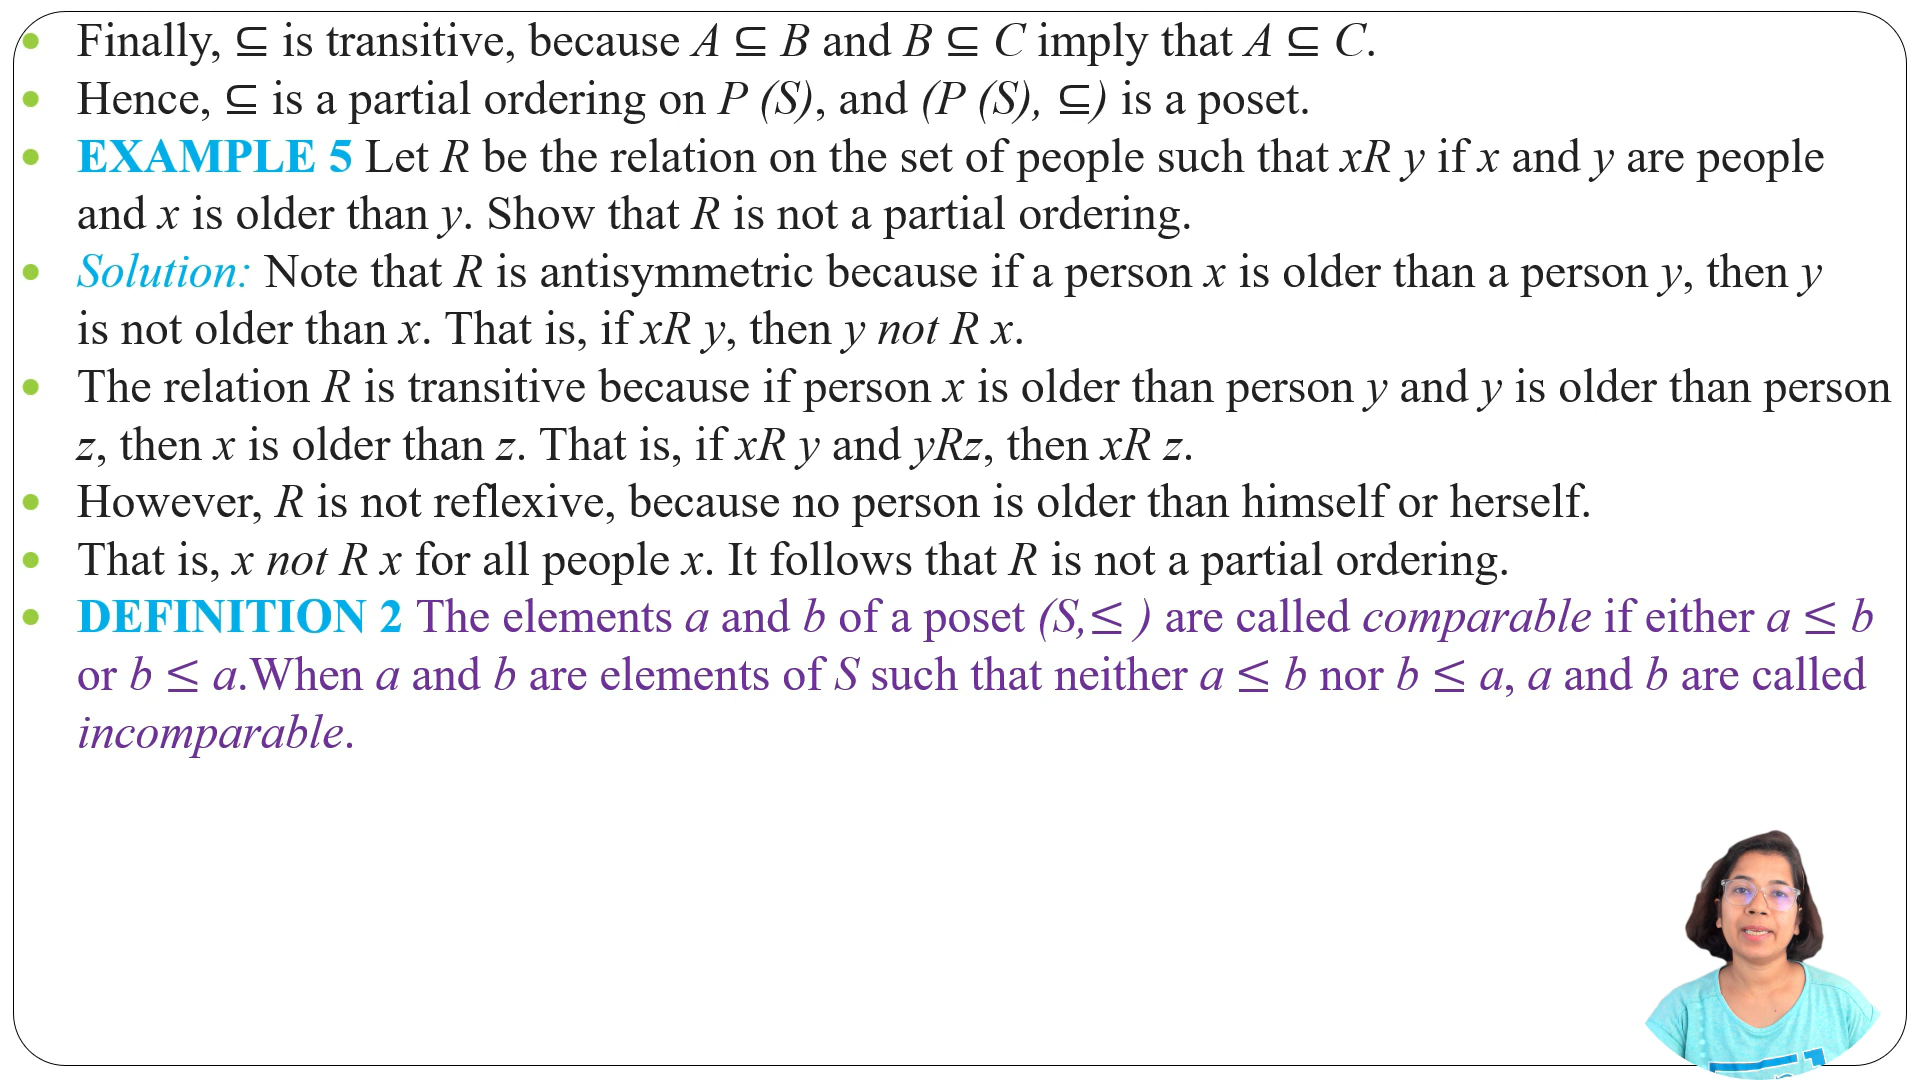 Finally, ⊆ is transitive, because A ⊆ B and B ⊆ C imply that A ⊆ C.
Hence, ⊆ is a partial ordering on P (S), and (P (S), ⊆) is a poset.
EXAMPLE 5 Let R be the relation on the set of people such that xR y if x and y are people
and x is older than y. Show that R is not a partial ordering.
Solution: Note that R is antisymmetric because if a person x is older than a person y, then y
is not older than x. That is, if xR y, then y not R x.
The relation R is transitive because if person x is older than person y and y is older than person
z, then x is older than z. That is, if xR y and yRz, then xR z.
However, R is not reflexive, because no person is older than himself or herself.
That is, x not R x for all people x. It follows that R is not a partial ordering.
DEFINITION 2 The elements a and b of a poset (S,≤ ) are called comparable if either a ≤ b
or b ≤ a.When a and b are elements of S such that neither a ≤ b nor b ≤ a, a and b are called
incomparable.